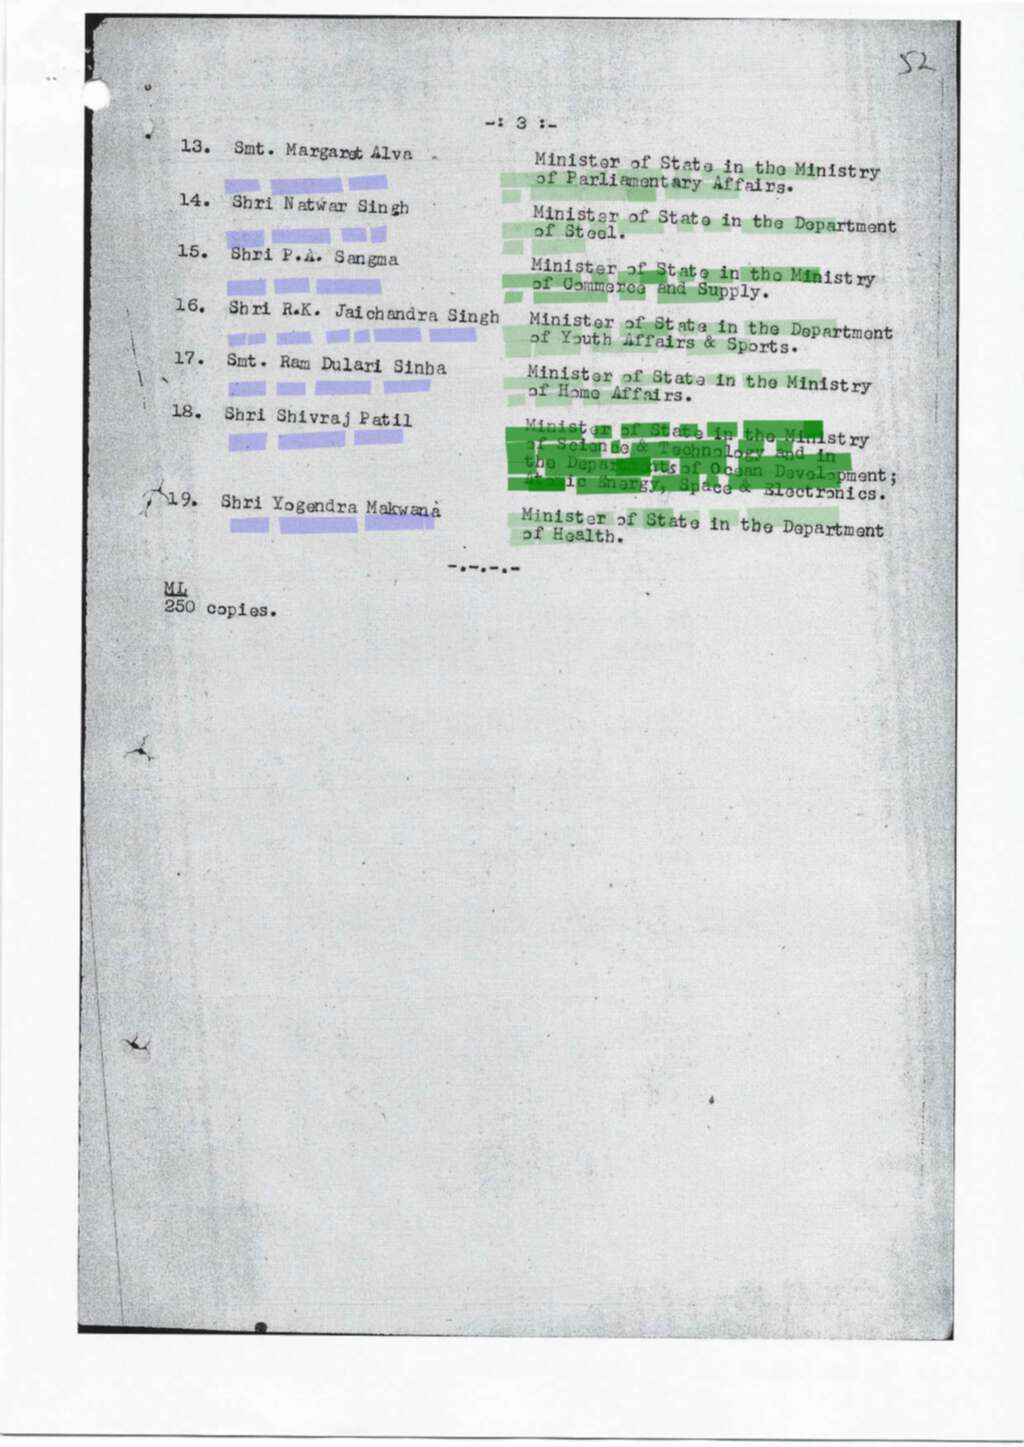 52
-: 3 :-
13. Smt. Margaret Alva Minister of State in the Ministry
of Parliamentary Affairs.
14. Shri Natwar Singh Minister of State in the Department
of Steel.
15. Shri P.A. Sangma Minister of State in the Ministry
of Commerce and Supply.
16. Shri R.K. Jaichandra Singh Minister of State in the Department
of Youth Affairs & Sports.
17. Smt. Ram Dulari Sinha Minister of State in the Ministry
of Home Affairs.
18. Shri Shivraj Patil Minister of State in the Ministry
of Science & Technology and in
the Departments of Ocean Development;
Atomic Energy, Space & Electronics.
19. Shri Yogendra Makwana Minister of State in the Department
of Health.
-.-.-.-
ML
250 copies.